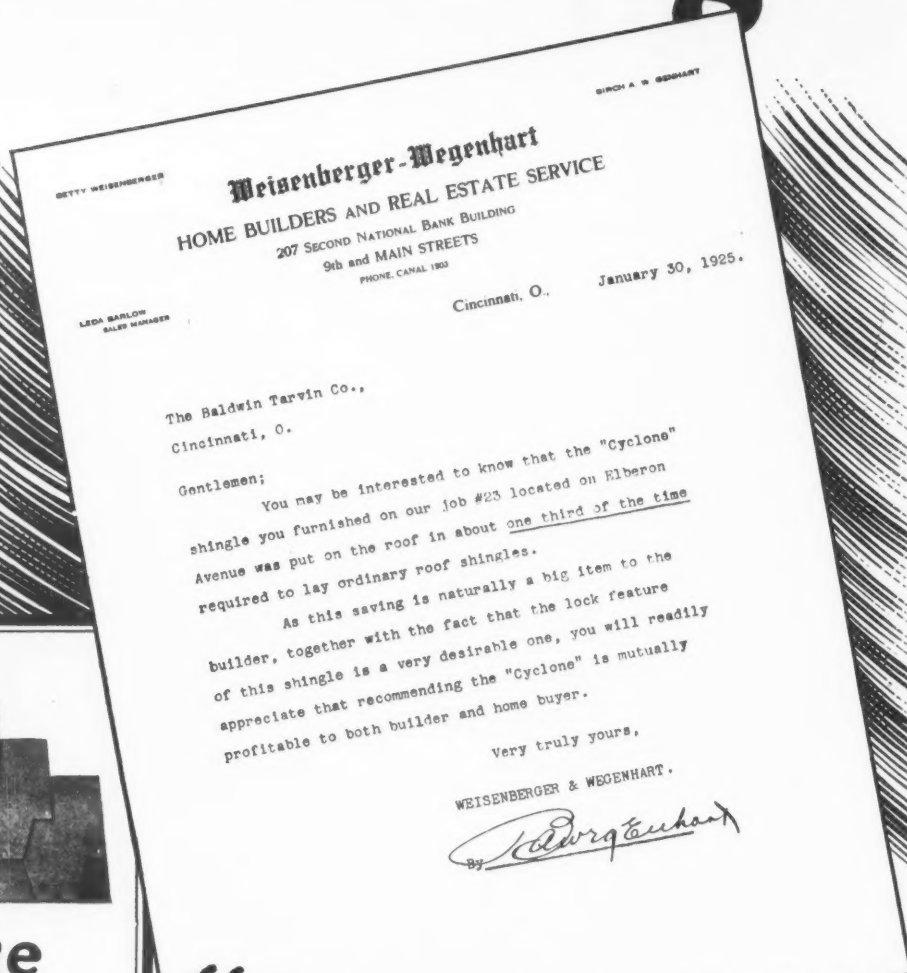 BETTY WEISENBERGER
BIRCH A. W GENHART
Weisenberger-Wegenhart
HOME BUILDERS AND REAL ESTATE SERVICE
207 SECOND NATIONAL BANK BUILDING
9th and MAIN STREETS
PHONE, CANAL 1903
LEDA BARLOW
SALES MANAGER
Cincinnati, O., January 30, 1925.
The Baldwin Tarvin Co.,
Cincinnati, O.
Gentlemen;
You may be interested to know that the "Cyclone"
shingle you furnished on our job #23 located on Elberon
Avenue was put on the roof in about one third of the time
required to lay ordinary roof shingles.
As this saving is naturally a big item to the
builder, together with the fact that the lock feature
of this shingle is a very desirable one, you will readily
appreciate that recommending the "Cyclone" is mutually
profitable to both builder and home buyer.
Very truly yours,
WEISENBERGER & WEGENHART.
By